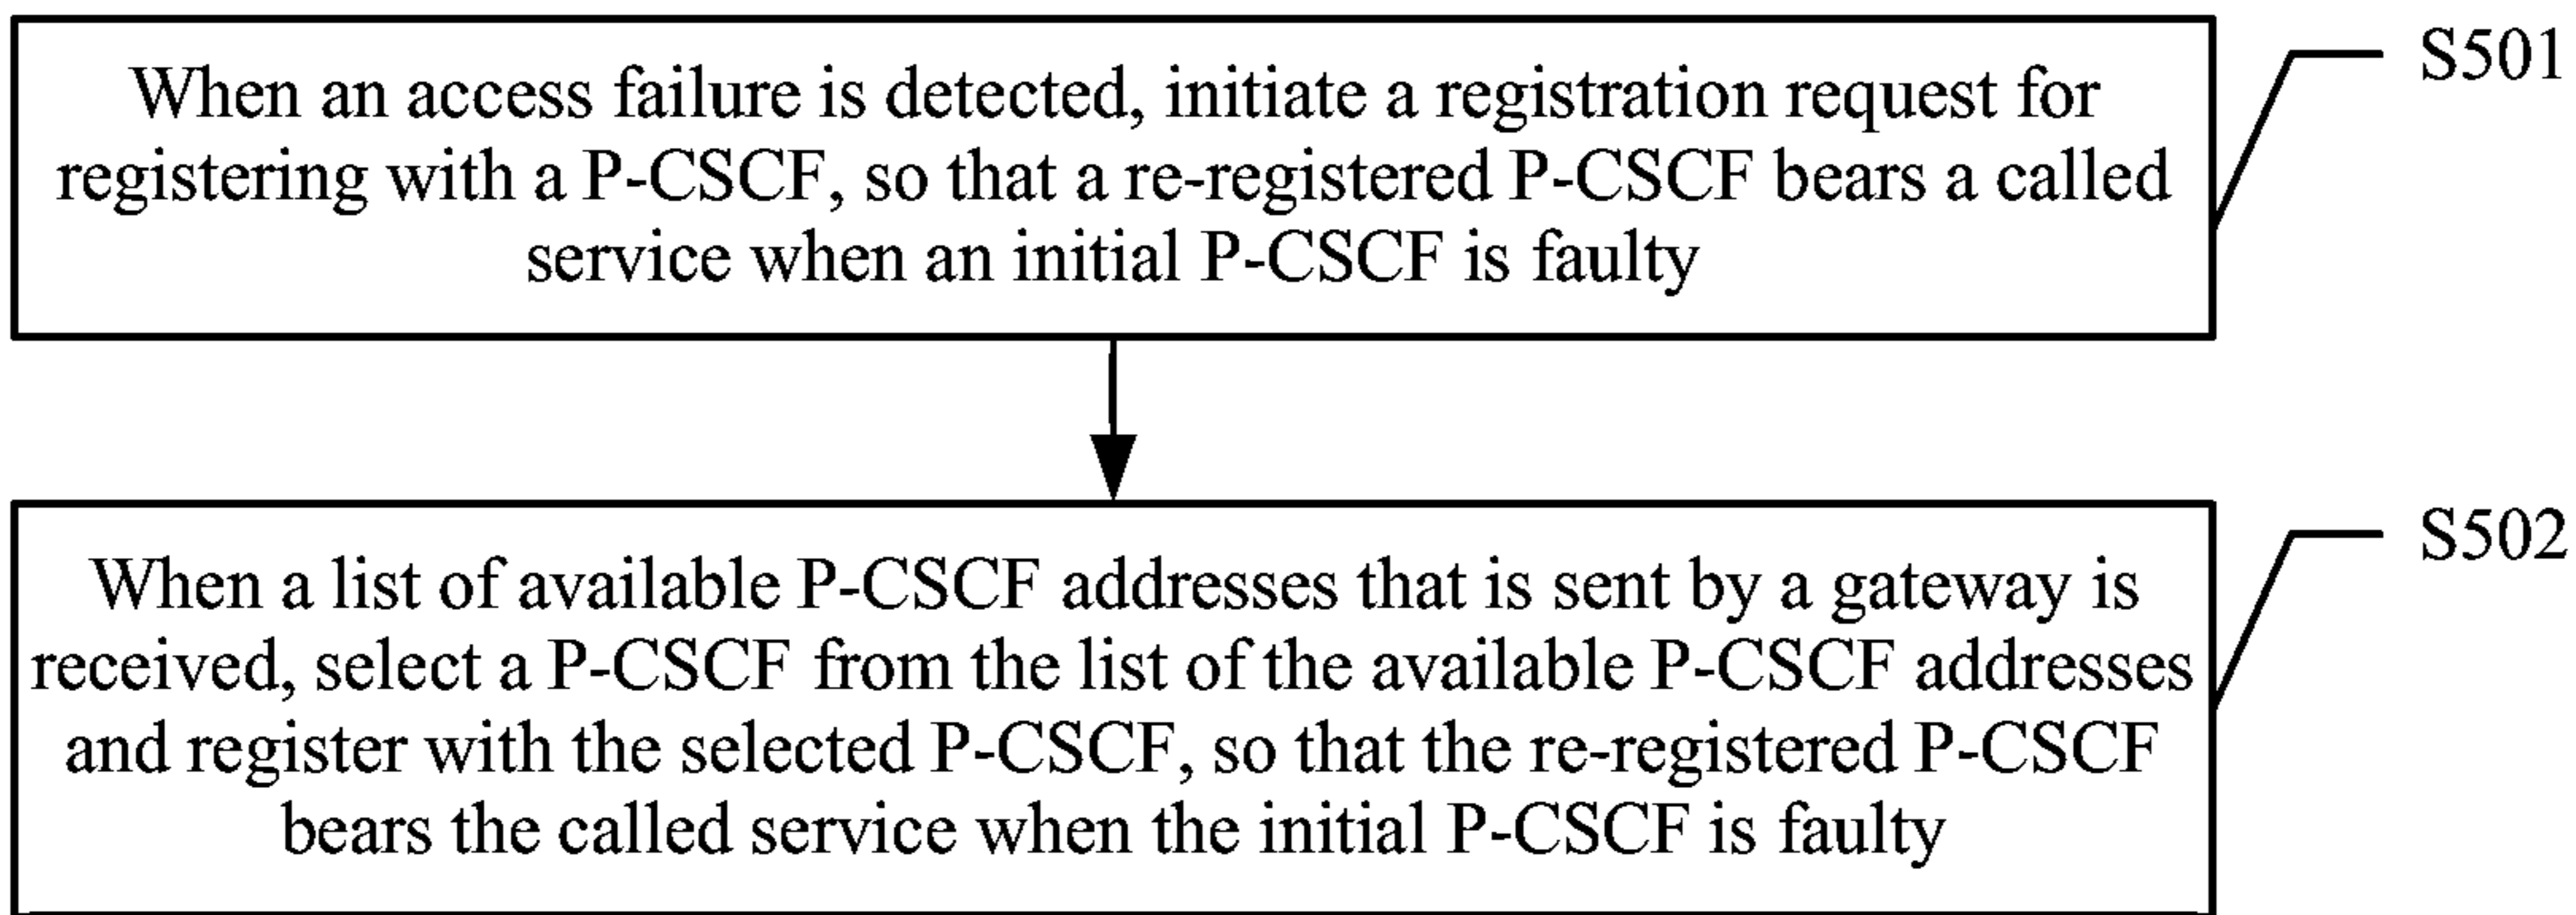 When an access failure is detected, initiate a registration request for
registering with a P-CSCF, so that a re-registered P-CSCF bears a called
service when an initial P-CSCF is faulty
S501
When a list of available P-CSCF addresses that is sent by a gateway is
received, select a P-CSCF from the list of the available P-CSCF addresses
and register with the selected P-CSCF, so that the re-registered P-CSCF
bears the called service when the initial P-CSCF is faulty
S502